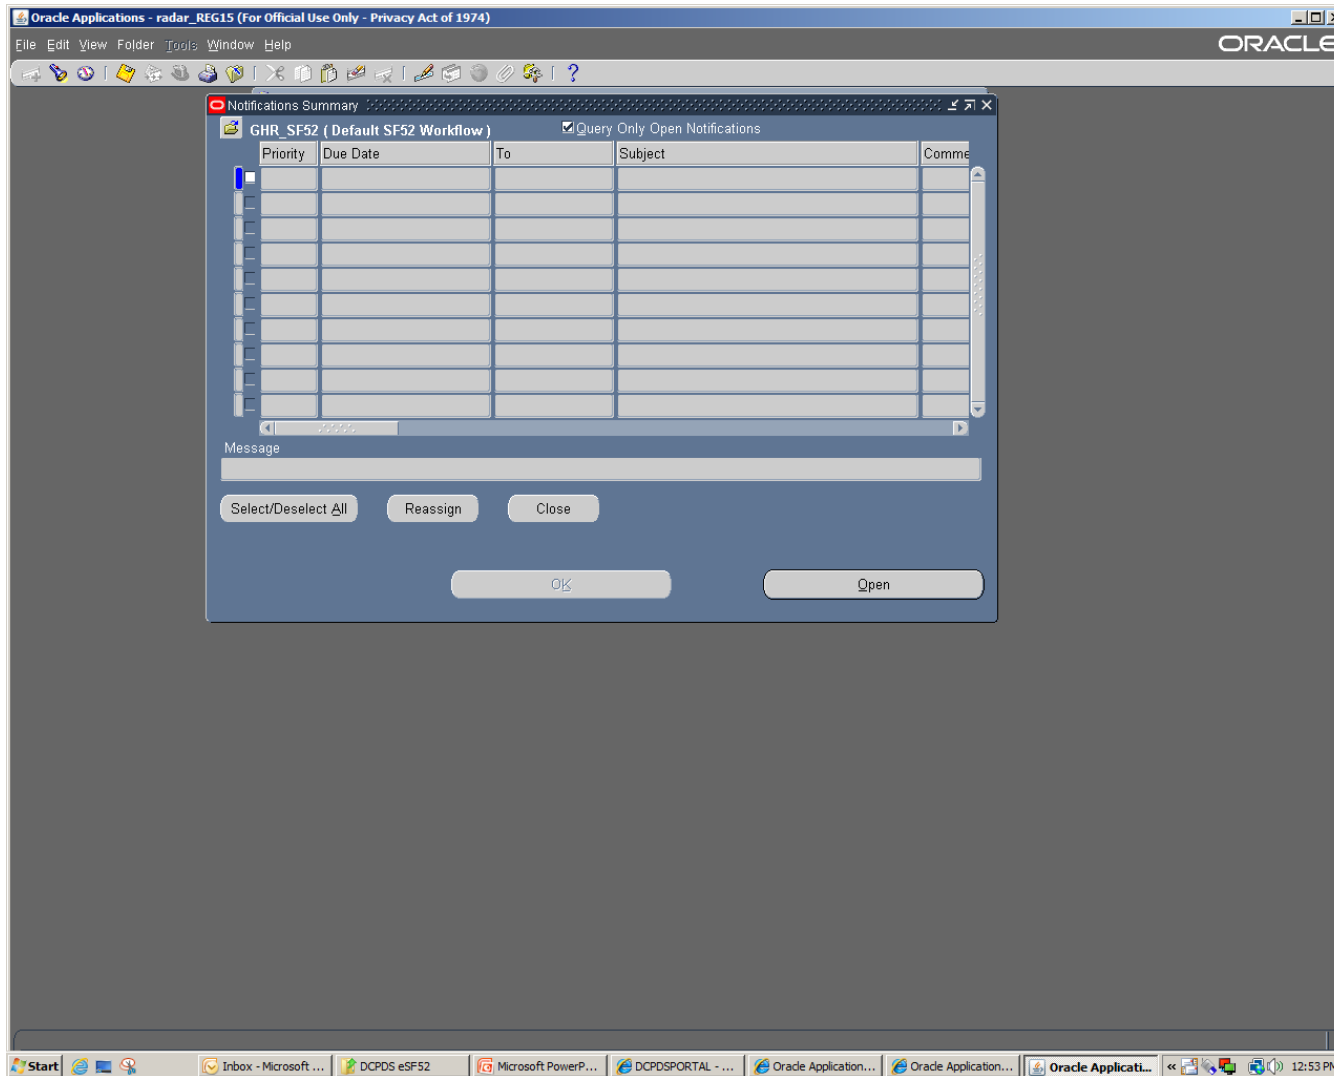 Oracle Applications - radar_REG15 (For Official Use Only - Privacy Act of 1974)
File Edit View Folder Tools Window Help
ORACLE
Notifications Summary
GHR_SF52 ( Default SF52 Workflow ) Query Only Open Notifications
Priority Due Date To Subject Comme
Message
Select/Deselect All Reassign Close
OK Open
Start Inbox - Microsoft ... DCPDS eSF52 Microsoft PowerP... DCPDSPORTAL - ... Oracle Application... Oracle Application... Oracle Applicati... « 12:53 PM